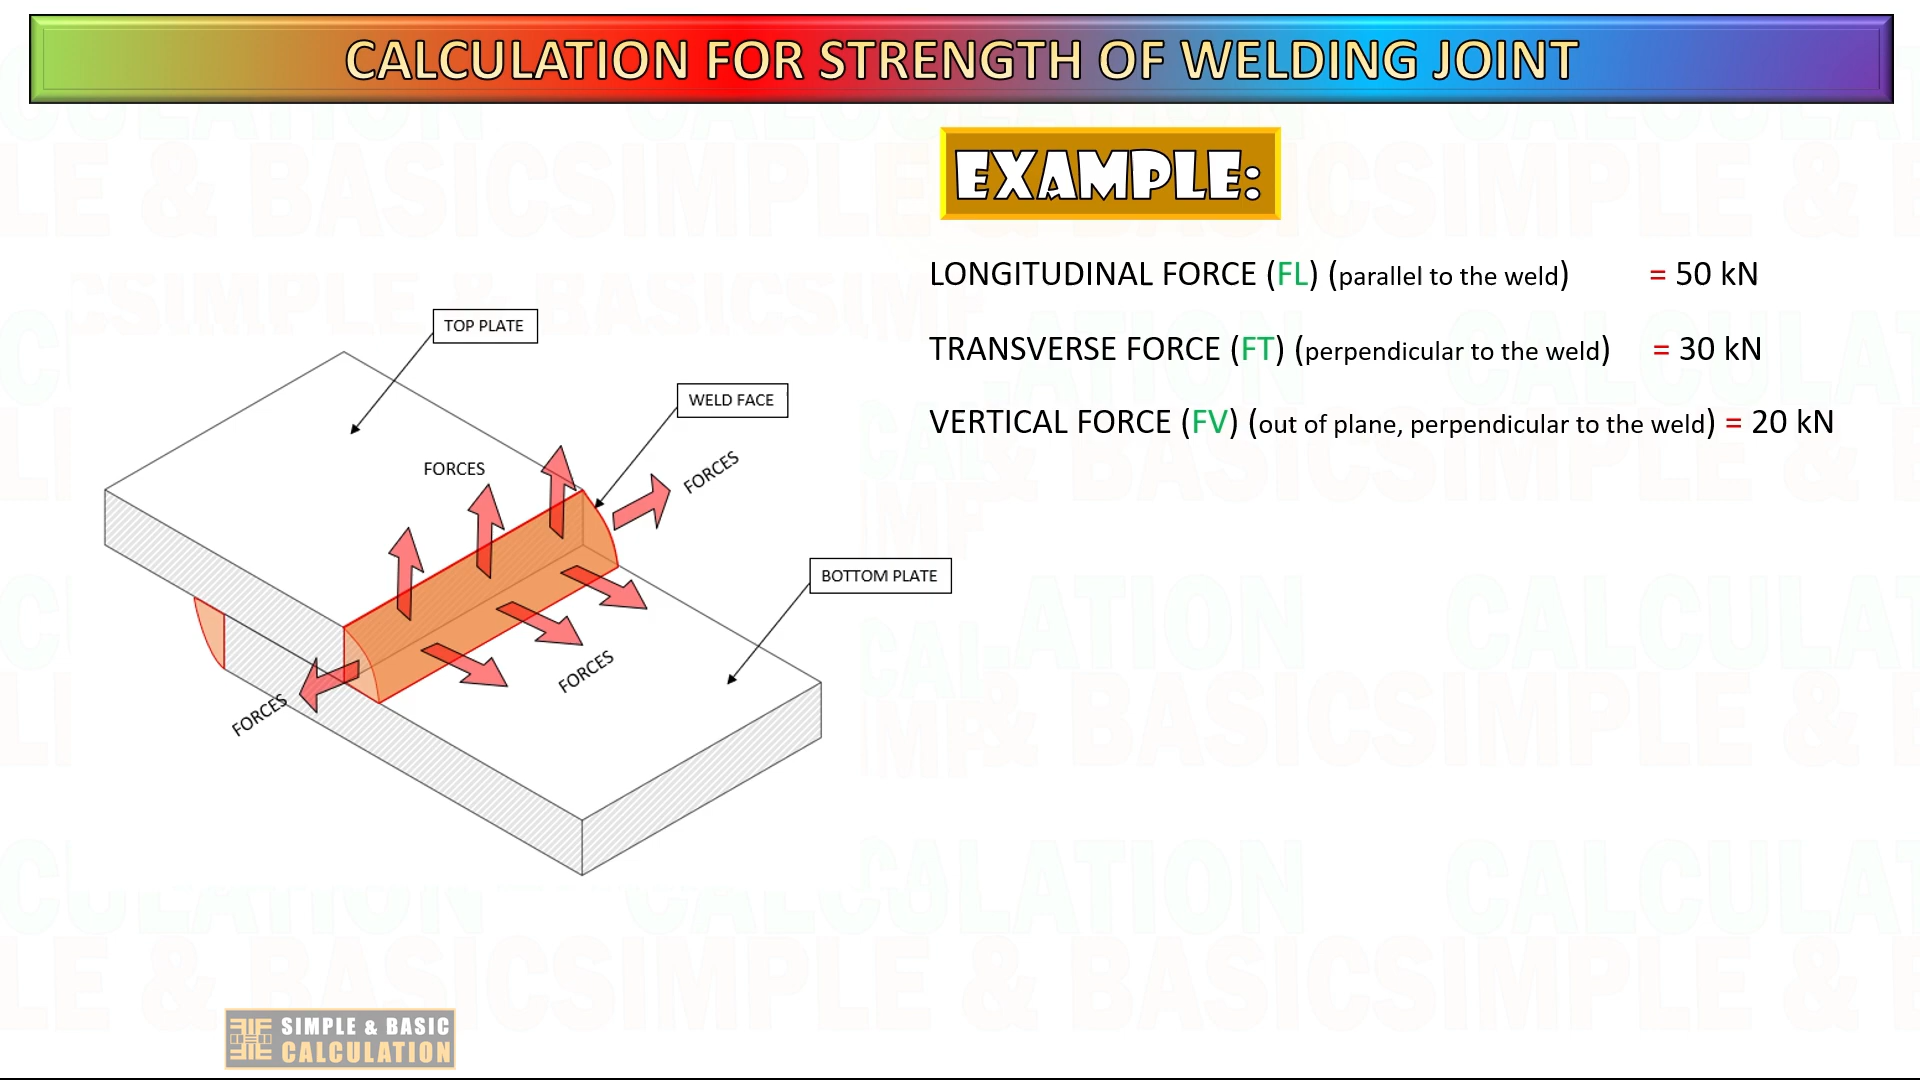 CALCULATION FOR STRENGTH OF WELDING JOINT
EXAMPLE:
LONGITUDINAL FORCE (FL) (parallel to the weld) = 50 kN
TRANSVERSE FORCE (FT) (perpendicular to the weld) = 30 kN
VERTICAL FORCE (FV) (out of plane, perpendicular to the weld) = 20 kN
TOP PLATE
WELD FACE
FORCES
FORCES
BOTTOM PLATE
FORCES
FORCES
SIMPLE & BASIC
CALCULATION